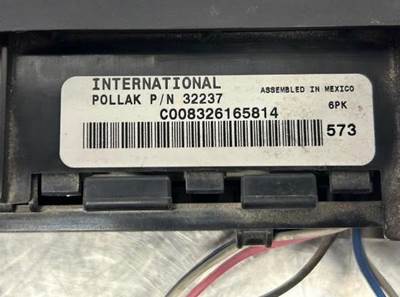 INTERNATIONAL
ASSEMBLED IN MEXICO
POLLAK P/N 32237
6PK
C008326165814
573